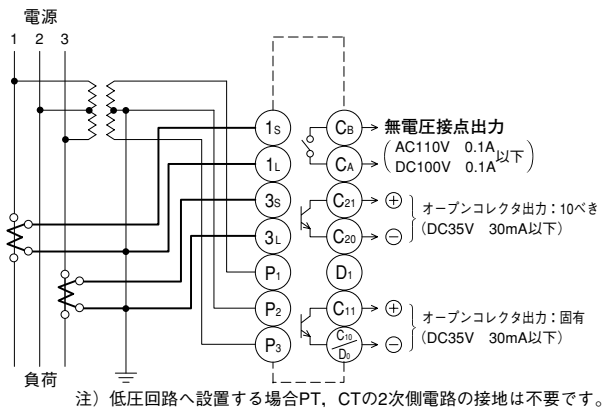 電源
1 2 3
1S CB 無電圧接点出力
1L CA (AC110V 0.1A DC100V 0.1A 以下)
3S C21 ⊕ オープンコレクタ出力：10べき
3L C20 ⊖ (DC35V 30mA以下)
P1 D1
P2 C11 ⊕ オープンコレクタ出力：固有
P3 C10/D0 ⊖ (DC35V 30mA以下)
負荷
注）低圧回路へ設置する場合PT，CTの2次側電路の接地は不要です。